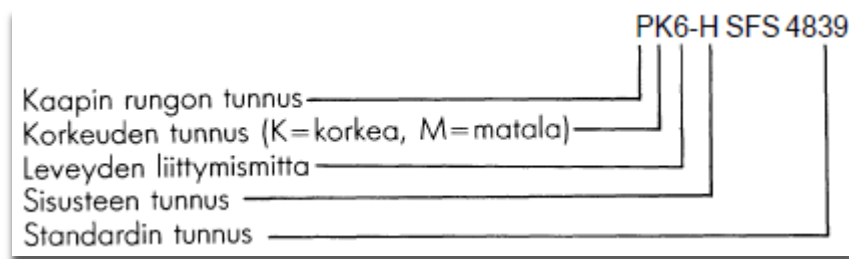 PK6-H SFS 4839
Kaapin rungon tunnus
Korkeuden tunnus (K=korkea, M=matala)
Leveyden liittymismitta
Sisusteen tunnus
Standardin tunnus